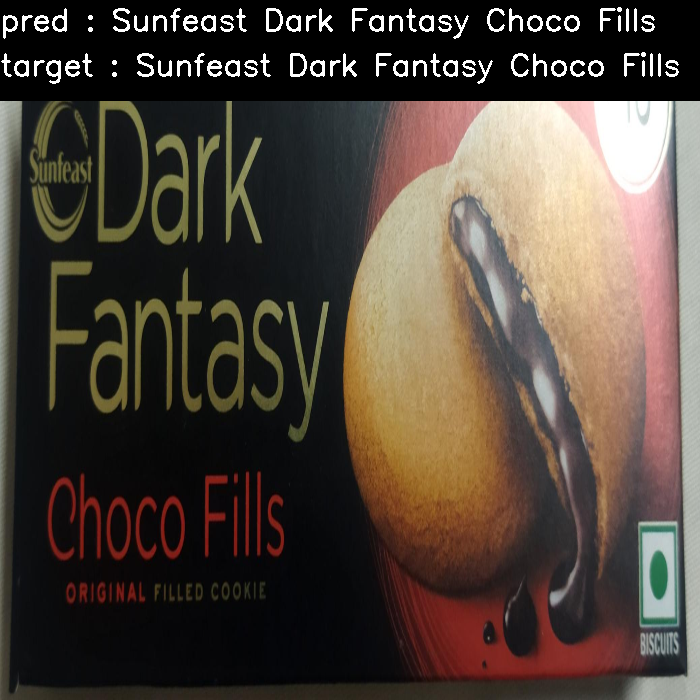 pred : Sunfeast Dark Fantasy Choco Fills
target : Sunfeast Dark Fantasy Choco Fills
Sunfeast
Dark
Fantasy
Choco Fills
ORIGINAL FILLED COOKIE
BISCUITS